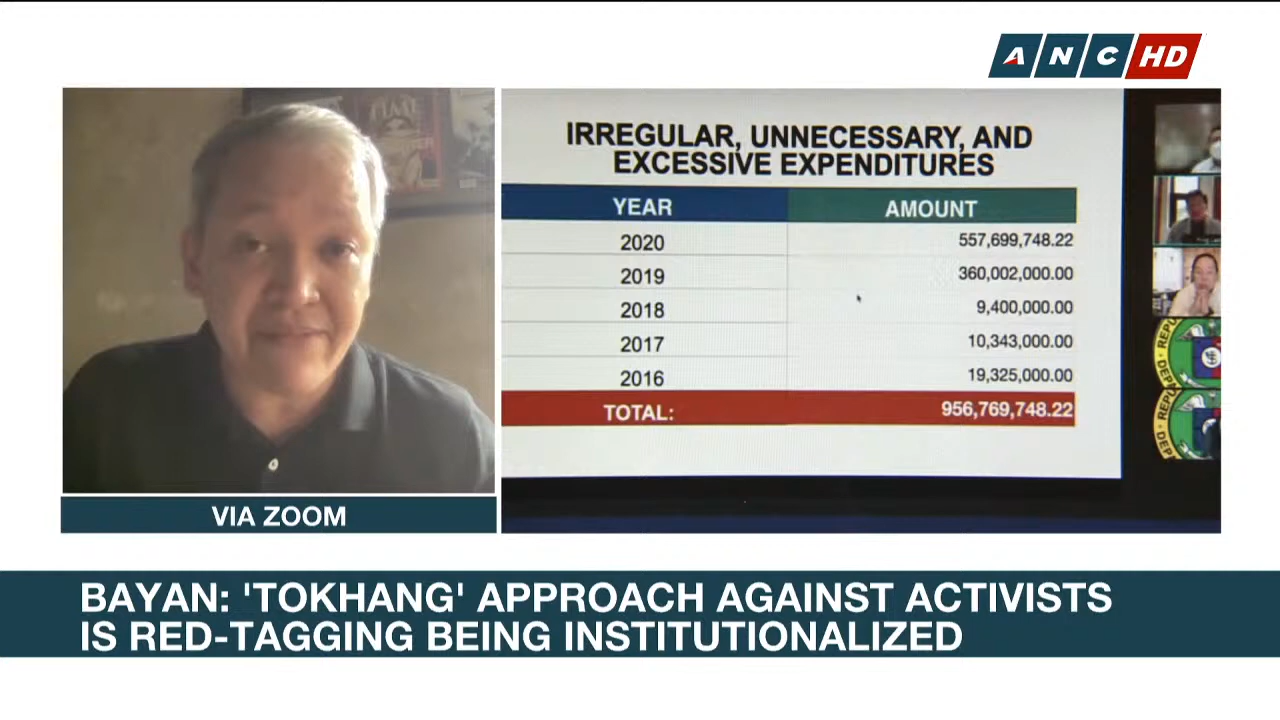 ANC HD
TIME
IRREGULAR, UNNECESSARY, AND
EXCESSIVE EXPENDITURES
YEAR AMOUNT
2020 557,699,748.22
2019 360,002,000.00
2018 9,400,000.00
2017 10,343,000.00
2016 19,325,000.00
TOTAL: 956,769,748.22
VIA ZOOM
BAYAN: 'TOKHANG' APPROACH AGAINST ACTIVISTS
IS RED-TAGGING BEING INSTITUTIONALIZED